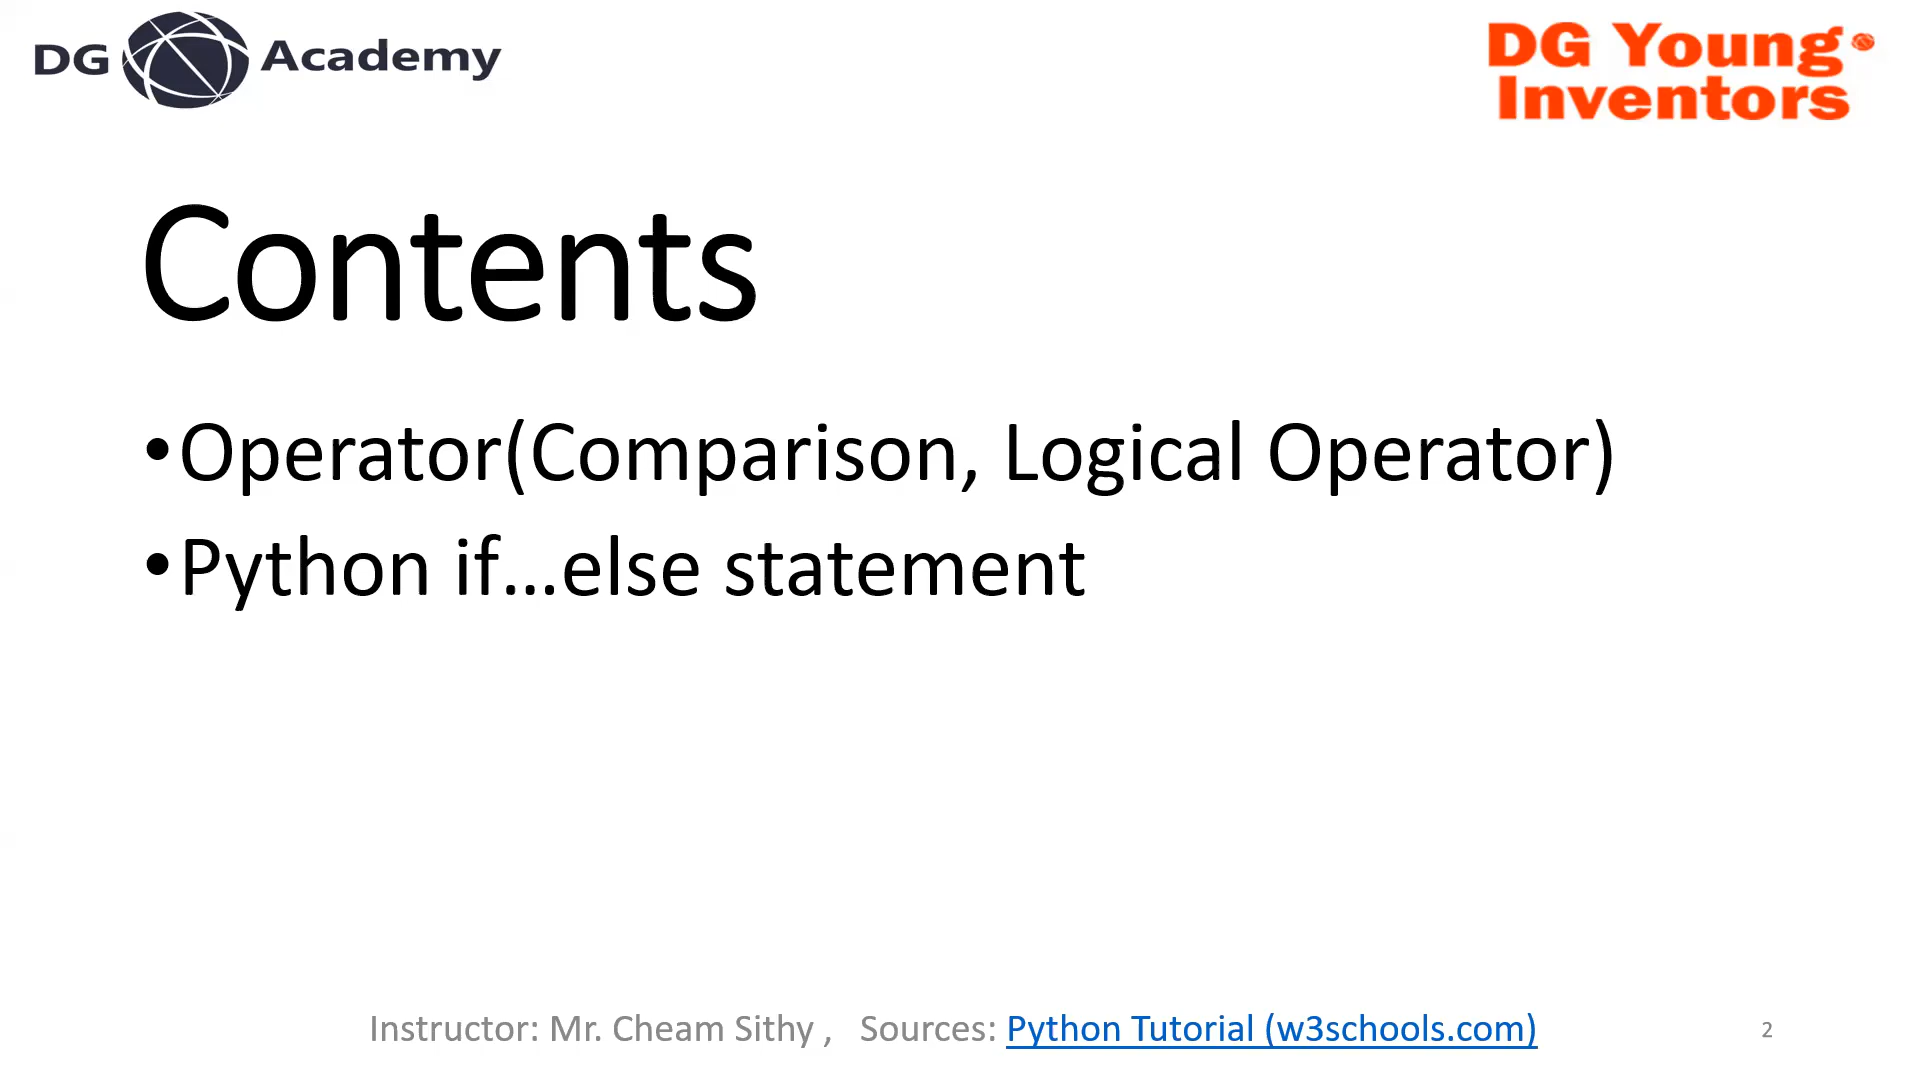 DG Academy
DG Young
Inventors
Contents
•Operator(Comparison, Logical Operator)
•Python if...else statement
Instructor: Mr. Cheam Sithy , Sources: Python Tutorial (w3schools.com)
2